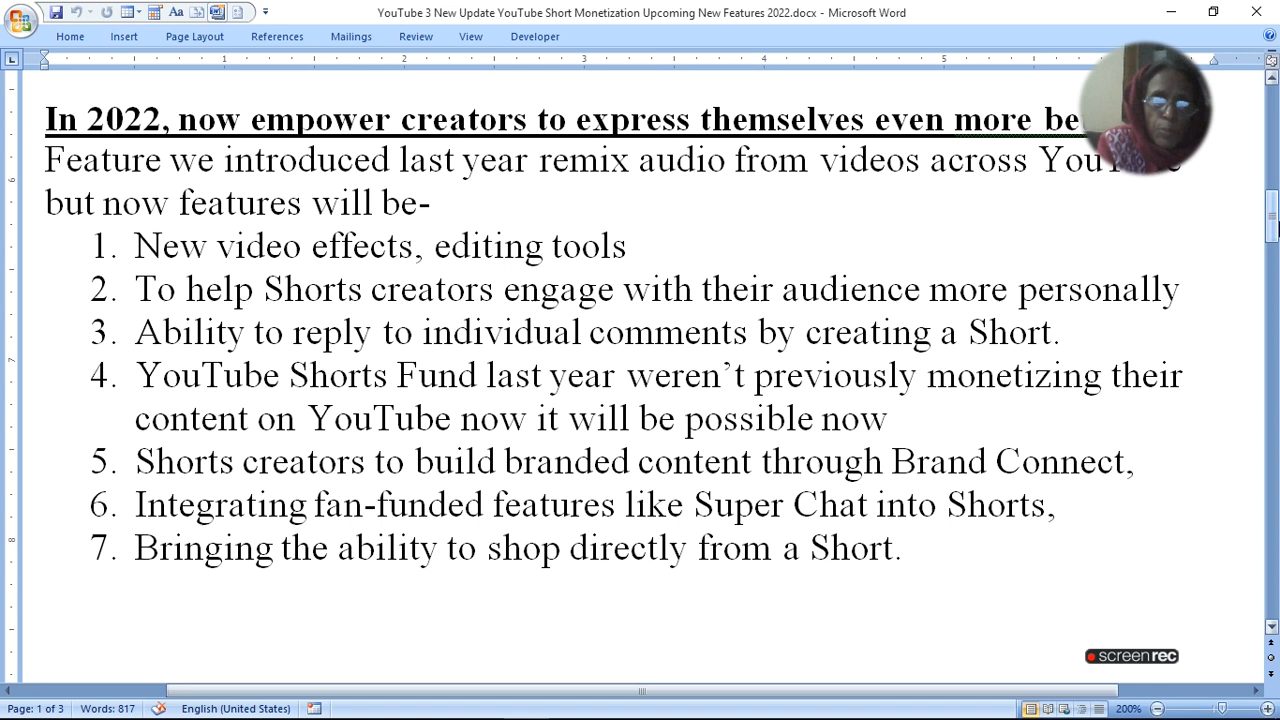 YouTube 3 New Update YouTube Short Monetization Upcoming New Features 2022.docx - Microsoft Word
Home Insert Page Layout References Mailings Review View Developer
1 2 3 4 5
In 2022, now empower creators to express themselves even more be
Feature we introduced last year remix audio from videos across
but now features will be-
1. New video effects, editing tools
2. To help Shorts creators engage with their audience more personally
3. Ability to reply to individual comments by creating a Short.
4. YouTube Shorts Fund last year weren’t previously monetizing their
content on YouTube now it will be possible now
5. Shorts creators to build branded content through Brand Connect,
6. Integrating fan-funded features like Super Chat into Shorts,
7. Bringing the ability to shop directly from a Short.
screenrec
Page: 1 of 3 Words: 817 English (United States) 200%